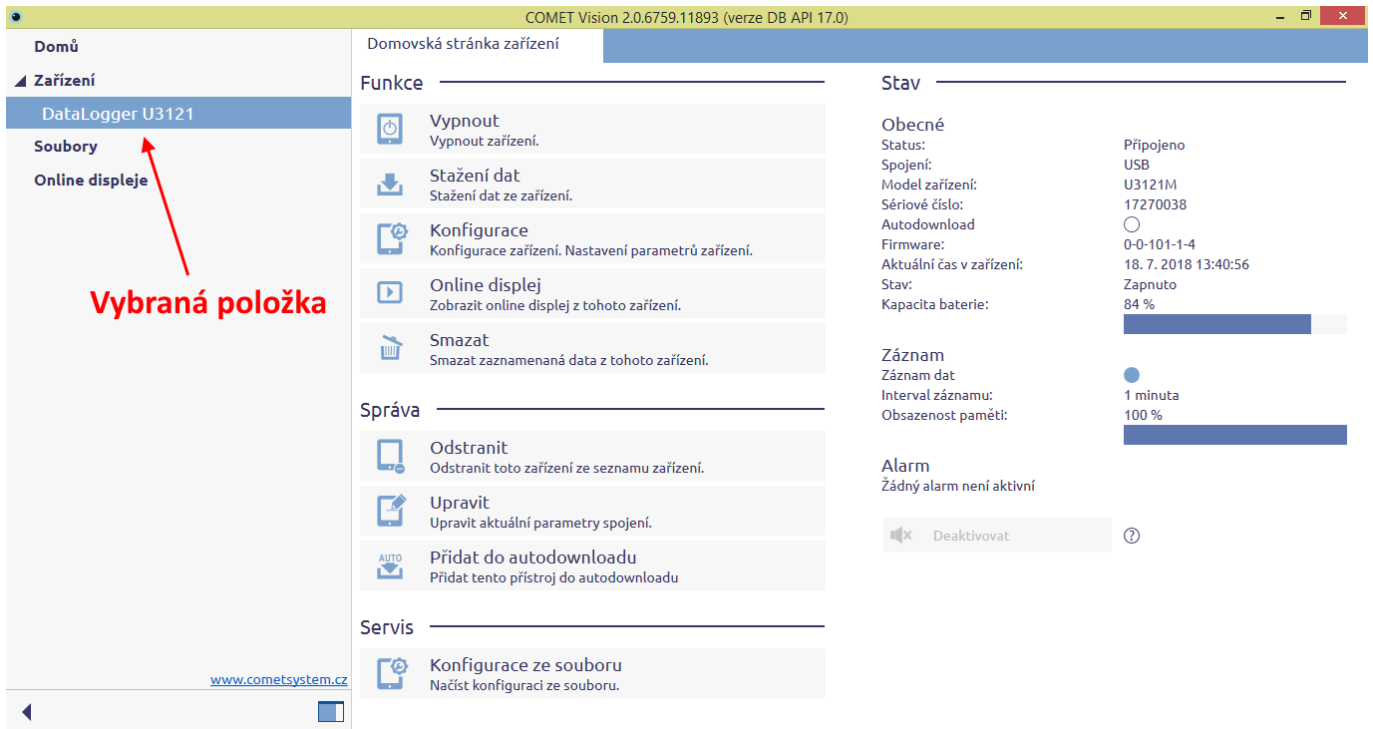 COMET Vision 2.0.6759.11893 (verze DB API 17.0)
Domů
Zařízení
DataLogger U3121
Soubory
Online displeje
Vybraná položka
www.cometsystem.cz
Domovská stránka zařízení
Funkce
Vypnout
Vypnout zařízení.
Stažení dat
Stažení dat ze zařízení.
Konfigurace
Konfigurace zařízení. Nastavení parametrů zařízení.
Online displej
Zobrazit online displej z tohoto zařízení.
Smazat
Smazat zaznamenaná data z tohoto zařízení.
Správa
Odstranit
Odstranit toto zařízení ze seznamu zařízení.
Upravit
Upravit aktuální parametry spojení.
AUTO
Přidat do autodownloadu
Přidat tento přístroj do autodownloadu
Servis
Konfigurace ze souboru
Načíst konfiguraci ze souboru.
Stav
Obecné
Status: Připojeno
Spojení: USB
Model zařízení: U3121M
Sériové číslo: 17270038
Autodownload
Firmware: 0-0-101-1-4
Aktuální čas v zařízení: 18. 7. 2018 13:40:56
Stav: Zapnuto
Kapacita baterie: 84 %
Záznam
Záznam dat
Interval záznamu: 1 minuta
Obsazenost paměti: 100 %
Alarm
Žádný alarm není aktivní
Deaktivovat ?